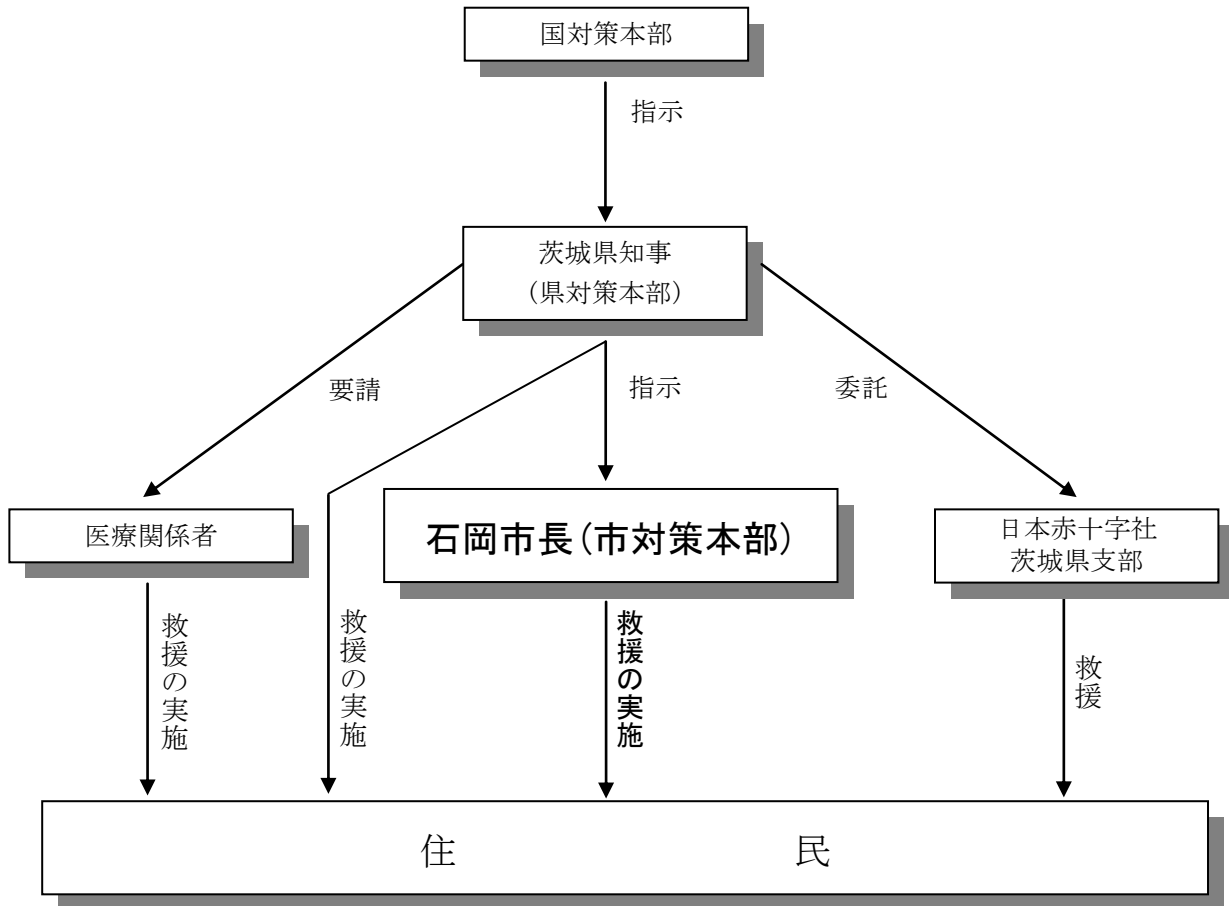 国対策本部
指示
茨城県知事
（県対策本部）
要請
指示
委託
医療関係者
石岡市長（市対策本部）
日本赤十字社
茨城県支部
救援の実施
救援の実施
救援の実施
救援
住民